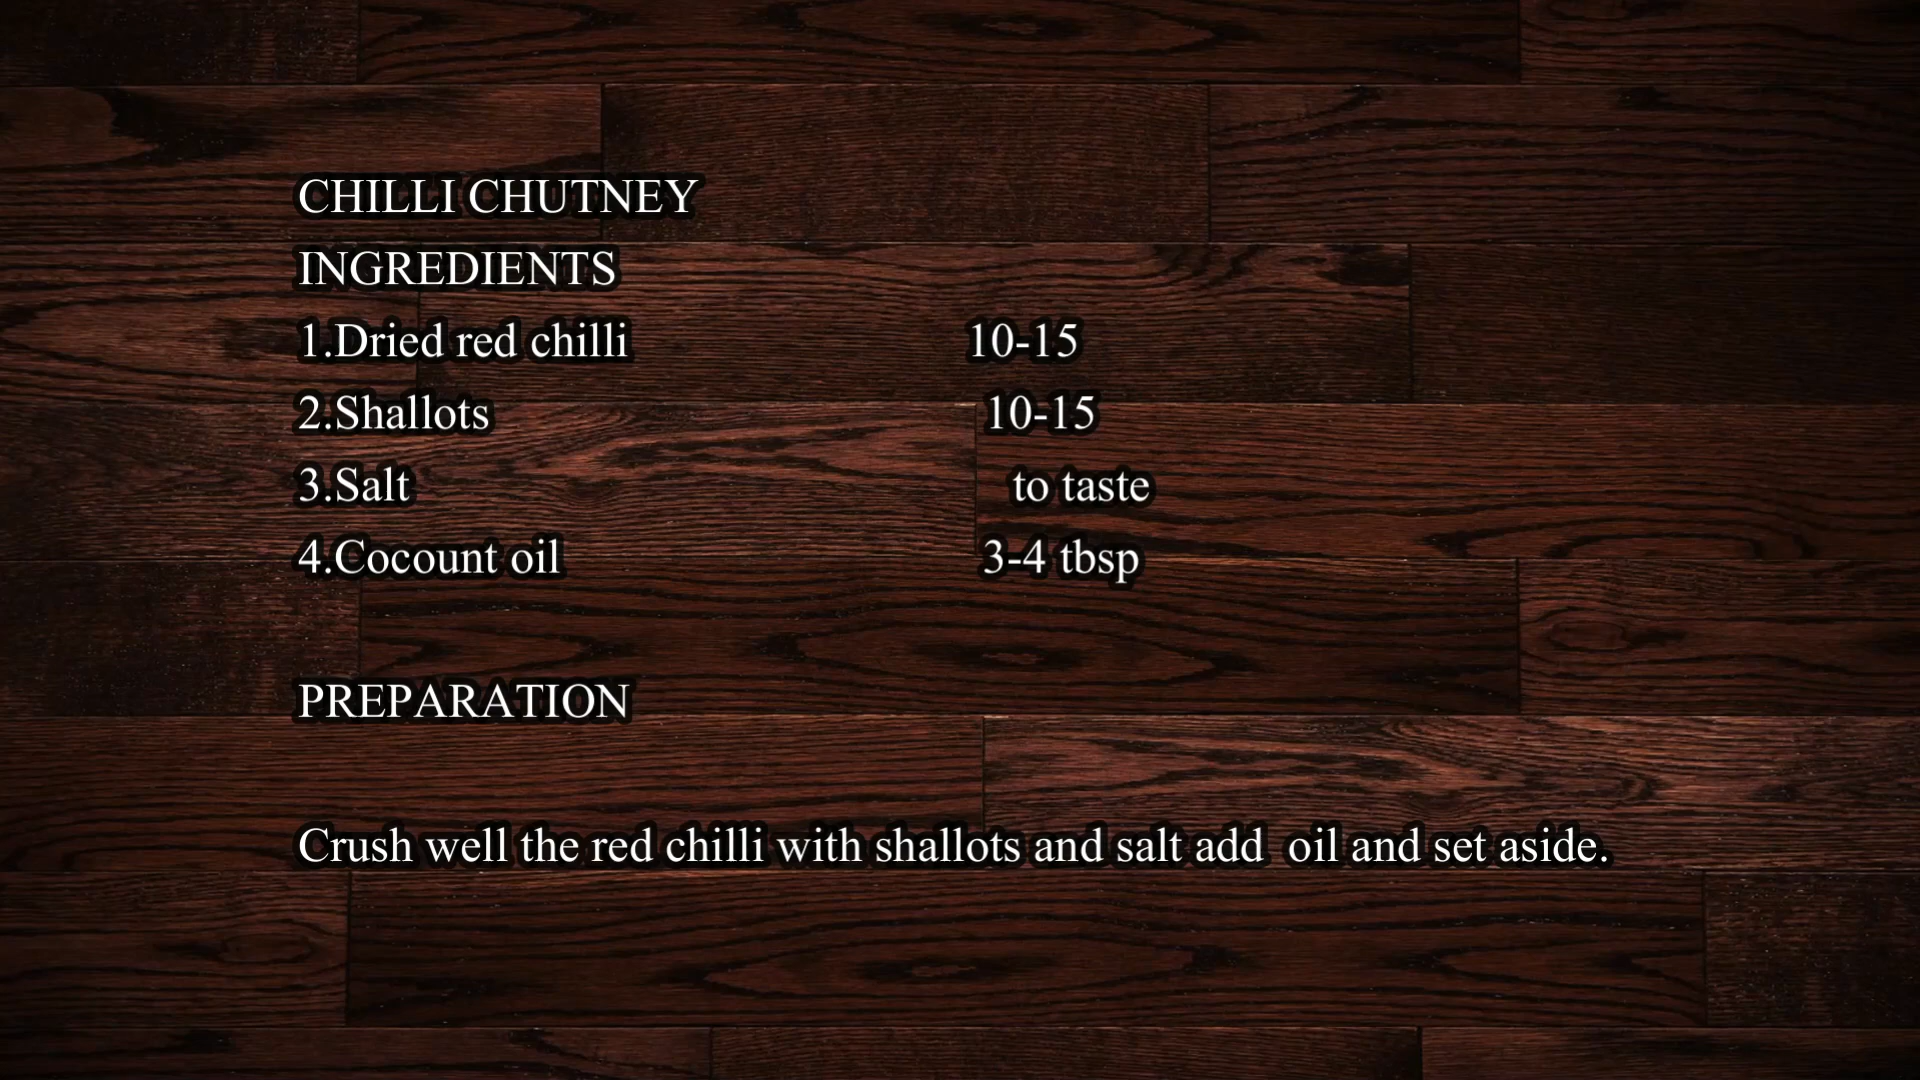 CHILLI CHUTNEY
INGREDIENTS
1.Dried red chilli 10-15
2.Shallots 10-15
3.Salt to taste
4.Cocount oil 3-4 tbsp
PREPARATION
Crush well the red chilli with shallots and salt add  oil and set aside.